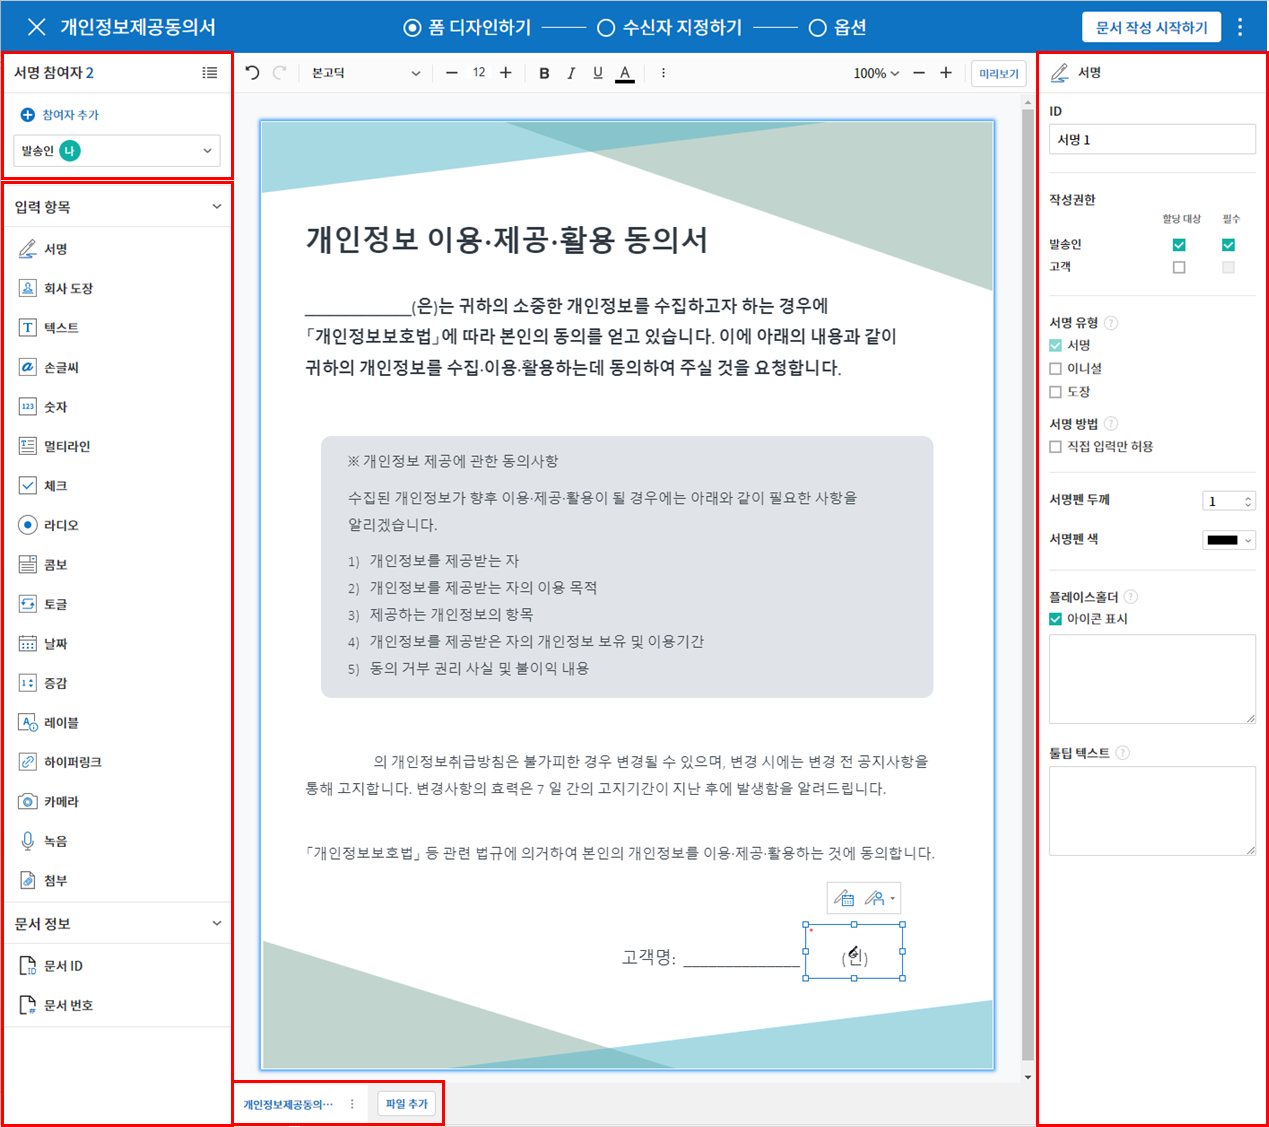 개인정보제공동의서
폼 디자인하기
수신자 지정하기
옵션
문서 작성 시작하기
서명 참여자 2
참여자 추가
발송인 나
본고딕
12
B I U A
100%
미리보기
입력 항목
서명
회사 도장
텍스트
손글씨
숫자
멀티라인
체크
라디오
콤보
토글
날짜
증감
레이블
하이퍼링크
카메라
녹음
첨부
문서 정보
문서 ID
문서 번호
개인정보 이용·제공·활용 동의서
____________(은)는 귀하의 소중한 개인정보를 수집하고자 하는 경우에
「개인정보보호법」에 따라 본인의 동의를 얻고 있습니다. 이에 아래의 내용과 같이
귀하의 개인정보를 수집·이용·활용하는데 동의하여 주실 것을 요청합니다.
※ 개인정보 제공에 관한 동의사항
수집된 개인정보가 향후 이용·제공·활용이 될 경우에는 아래와 같이 필요한 사항을
알리겠습니다.
1) 개인정보를 제공받는 자
2) 개인정보를 제공받는 자의 이용 목적
3) 제공하는 개인정보의 항목
4) 개인정보를 제공받은 자의 개인정보 보유 및 이용기간
5) 동의 거부 권리 사실 및 불이익 내용
의 개인정보취급방침은 불가피한 경우 변경될 수 있으며, 변경 시에는 변경 전 공지사항을
통해 고지합니다. 변경사항의 효력은 7 일 간의 고지기간이 지난 후에 발생함을 알려드립니다.
「개인정보보호법」 등 관련 법규에 의거하여 본인의 개인정보를 이용·제공·활용하는 것에 동의합니다.
고객명: ______________ (인)
개인정보제공동의···
파일 추가
서명
ID
서명 1
작성권한
할당 대상 필수
발송인
고객
서명 유형 ?
서명
이니셜
도장
서명 방법 ?
직접 입력만 허용
서명펜 두께 1
서명펜 색
플레이스홀더 ?
아이콘 표시
툴팁 텍스트 ?